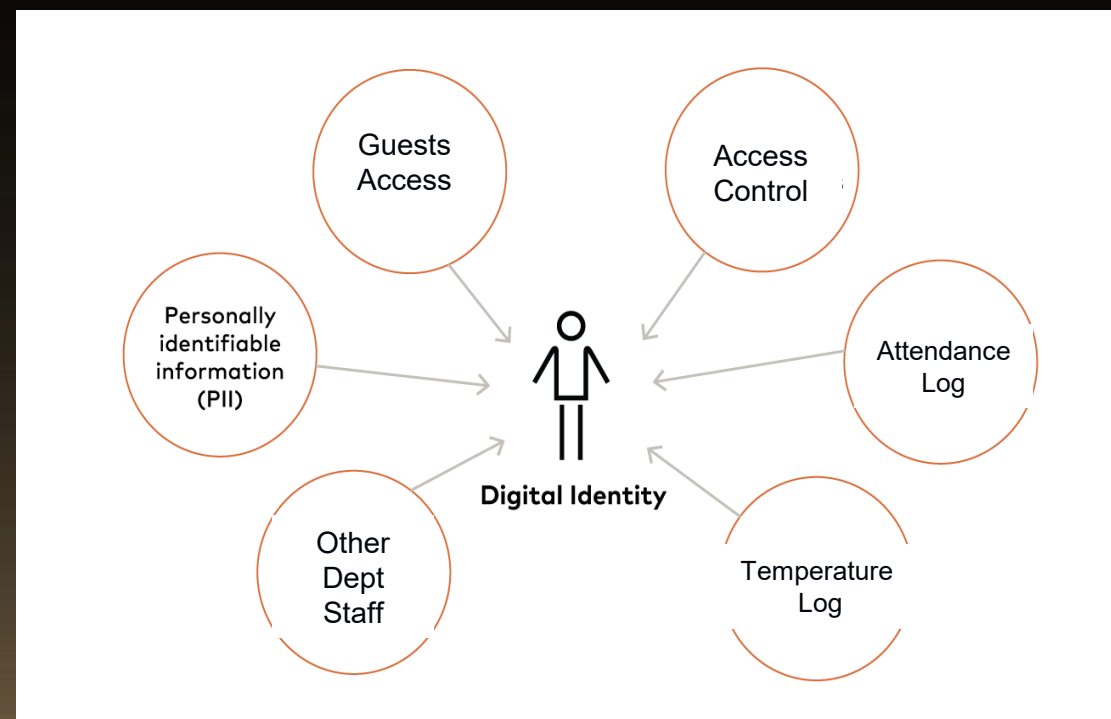 Guests
Access
Access
Control
Personally
identifiable
information
(PII)
Attendance
Log
Digital Identity
Other
Dept
Staff
Temperature
Log